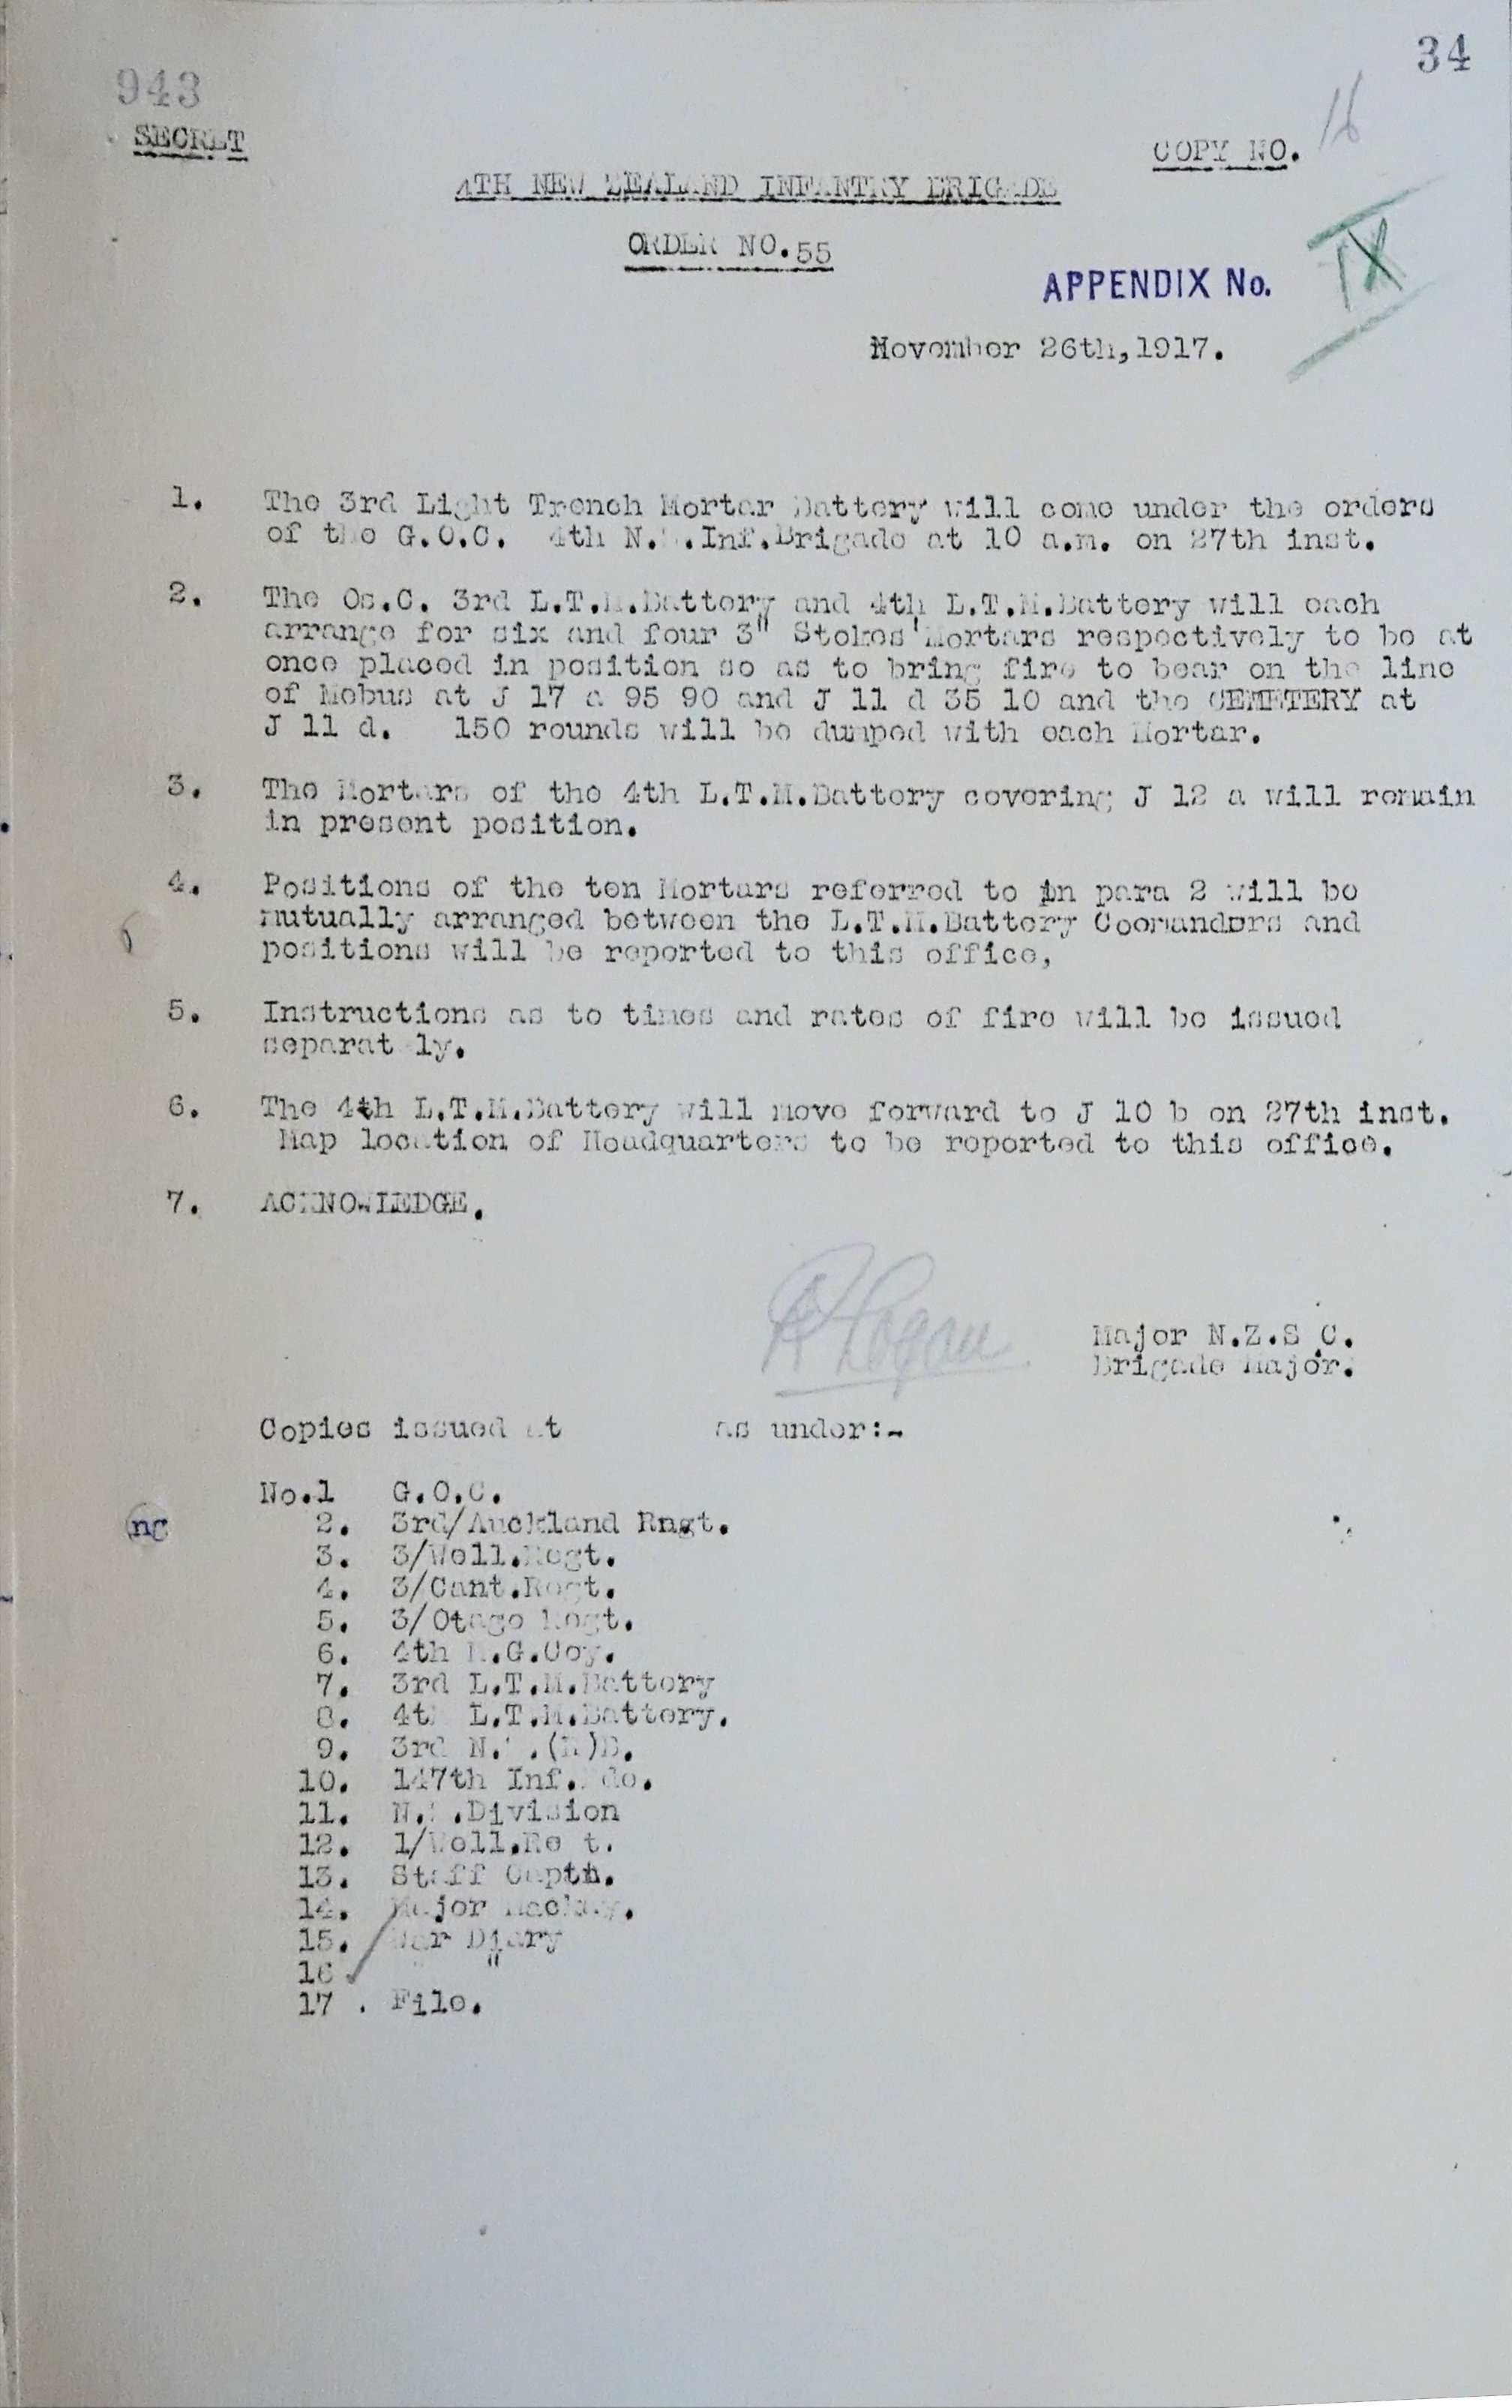 34
943
SECRET
COPY NO. 16
4TH NEW ZEALAND INFANTRY BRIGADE
ORDER NO.55
APPENDIX No. IX
November 26th,1917.
1. The 3rd Light Trench Mortar Battery will come under the orders
of the G.O.C. 4th N.Z.Inf.Brigade at 10 a.m. on 27th inst.
2. The Os.C. 3rd L.T.M.Battery and 4th L.T.M.Battery will each
arrange for six and four 3" Stokes' Mortars respectively to be at
once placed in position so as to bring fire to bear on the line
of Mebus at J 17 a 95 90 and J 11 d 35 10 and the CEMETERY at
J 11 d. 150 rounds will be dumped with each Mortar.
3. The Mortars of the 4th L.T.M.Battery covering J 12 a will remain
in present position.
4. Positions of the ten Mortars referred to in para 2 will be
mutually arranged between the L.T.M.Battery Coomanders and
positions will be reported to this office,
5. Instructions as to times and rates of fire will be issued
separately.
6. The 4th L.T.M.Battery will move forward to J 10 b on 27th inst.
Map location of Headquarters to be reported to this office.
7. ACKNOWLEDGE.
Logan
Major N.Z.S.C.
Brigade Major.
Copies issued at as under:-
No.1 G.O.C.
2. 3rd/Auckland Rngt.
3. 3/Well.Regt.
4. 3/Cant.Regt.
5. 3/Otago Regt.
6. 4th M.G.Coy.
7. 3rd L.T.M.Battery
8. 4th L.T.M.Battery.
9. 3rd N.Z.(R)B.
10. 147th Inf.Bde.
11. N.Z.Division
12. 1/Well.Regt.
13. Staff Captn.
14. Major Mackay.
15. War Diary
16 " "
17 . File.
ng